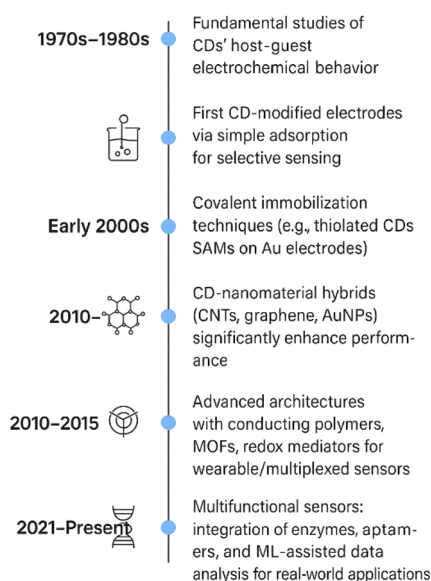 1970s–1980s
Fundamental studies of
CDs' host-guest
electrochemical behavior
First CD-modified electrodes
via simple adsorption
for selective sensing
Early 2000s
Covalent immobilization
techniques (e.g., thiolated CDs
SAMs on Au electrodes)
2010–
CD-nanomaterial hybrids
(CNTs, graphene, AuNPs)
significantly enhance perform-
ance
2010–2015
Advanced architectures
with conducting polymers,
MOFs, redox mediators for
wearable/multiplexed sensors
2021–Present
Multifunctional sensors:
integration of enzymes, aptam-
ers, and ML-assisted data
analysis for real-world applications